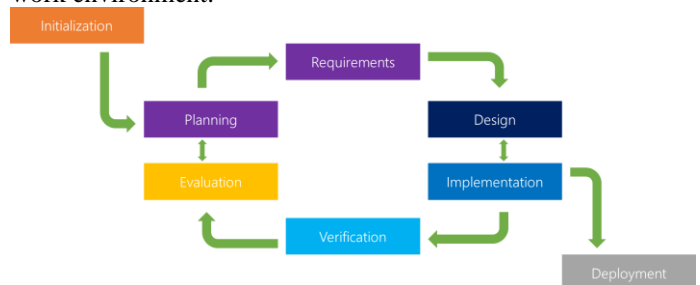 work environment.
Initialization
Requirements
Planning
Design
Evaluation
Implementation
Verification
Deployment